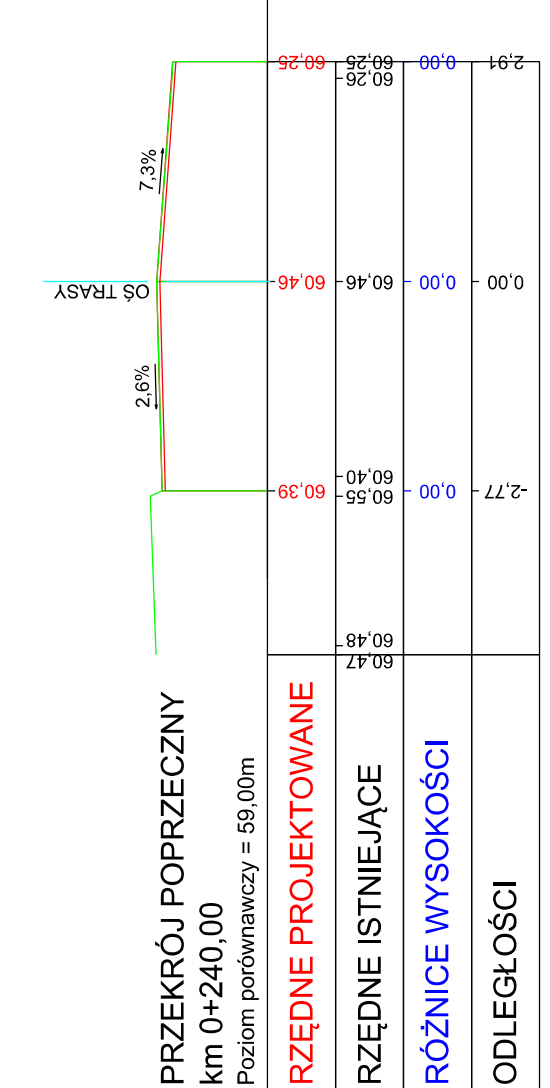 PRZEKRÓJ POPRZECZNY
km 0+240,00
Poziom porównawczy = 59,00m
2,6%
OŚ TRASY
7,3%
RZĘDNE PROJEKTOWANE
60,39
60,46
60,25
RZĘDNE ISTNIEJĄCE
60,47
60,48
60,55
60,40
60,46
60,26
60,25
RÓŻNICE WYSOKOŚCI
0,00
0,00
0,00
ODLEGŁOŚCI
-2,77
0,00
2,91